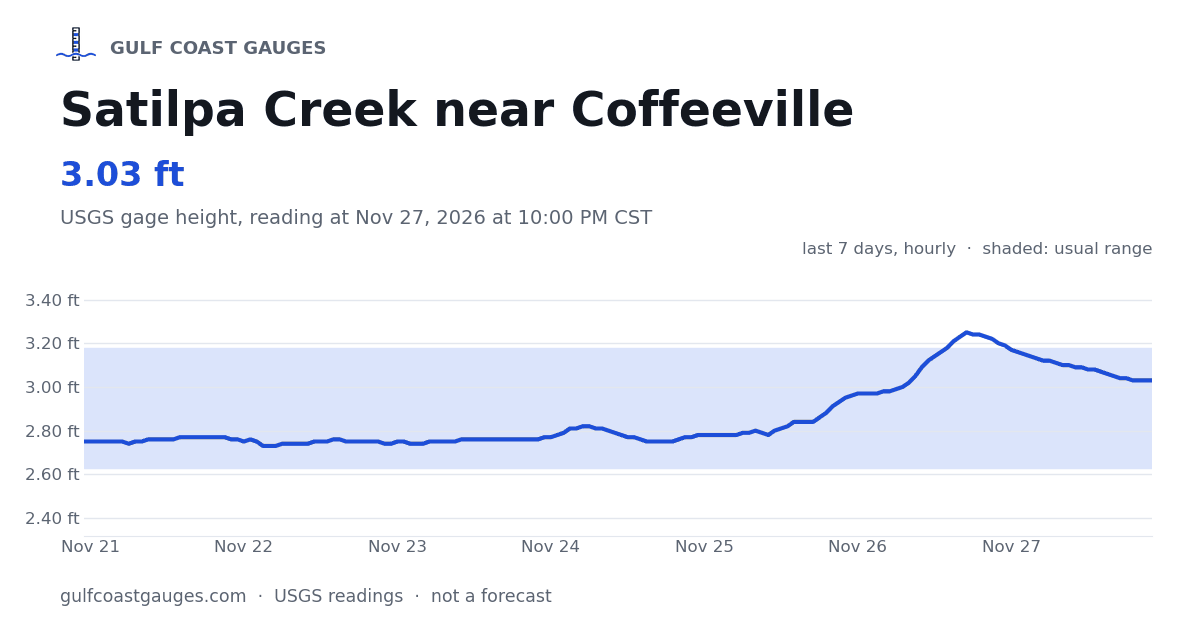 GULF COAST GAUGES
Satilpa Creek near Coffeeville
3.03 ft
USGS gage height, reading at Nov 27, 2026 at 10:00 PM CST
last 7 days, hourly · shaded: usual range
3.40 ft
3.20 ft
3.00 ft
2.80 ft
2.60 ft
2.40 ft
Nov 21 Nov 22 Nov 23 Nov 24 Nov 25 Nov 26 Nov 27
gulfcoastgauges.com · USGS readings · not a forecast